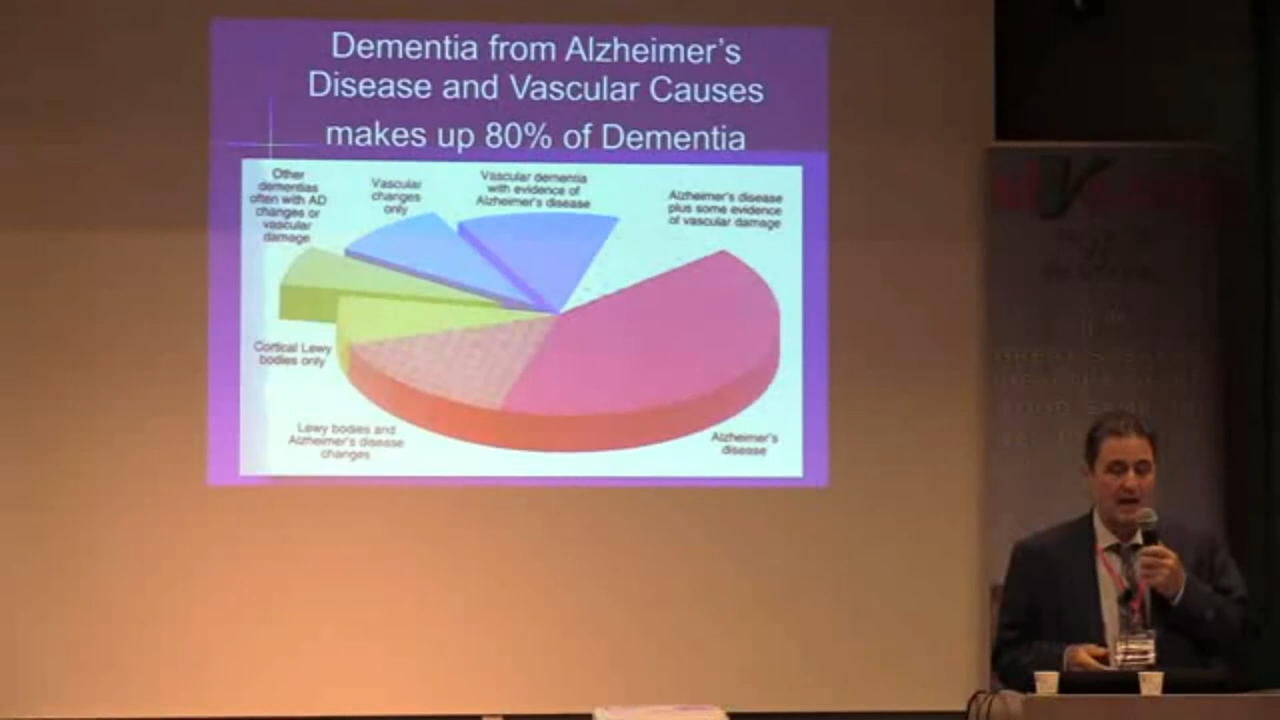 Dementia from Alzheimer's
Disease and Vascular Causes
makes up 80% of Dementia
Other
dementias
often with AD
changes or
vascular
damage
Vascular
changes
only
Vascular dementia
with evidence of
Alzheimer's disease
Alzheimer's disease
plus some evidence
of vascular damage
Cortical Lewy
bodies only
Lewy bodies and
Alzheimer's disease
changes
Alzheimer's
disease